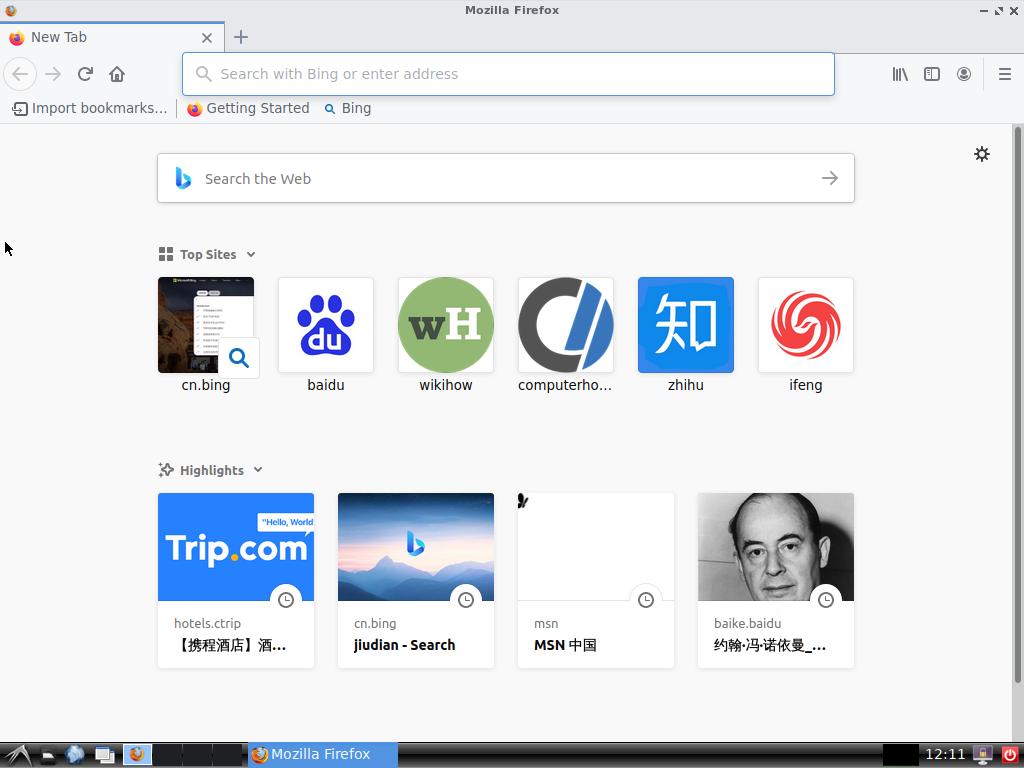 Mozilla Firefox
New Tab
Search with Bing or enter address
Import bookmarks...
Getting Started
Bing
Search the Web
Top Sites
du
wH
知
cn.bing
baidu
wikihow
computerho...
zhihu
ifeng
Highlights
"Hello, World
Trip.com
hotels.ctrip
【携程酒店】酒...
cn.bing
jiudian - Search
msn
MSN 中国
baike.baidu
约翰·冯·诺依曼_...
Mozilla Firefox
12:11